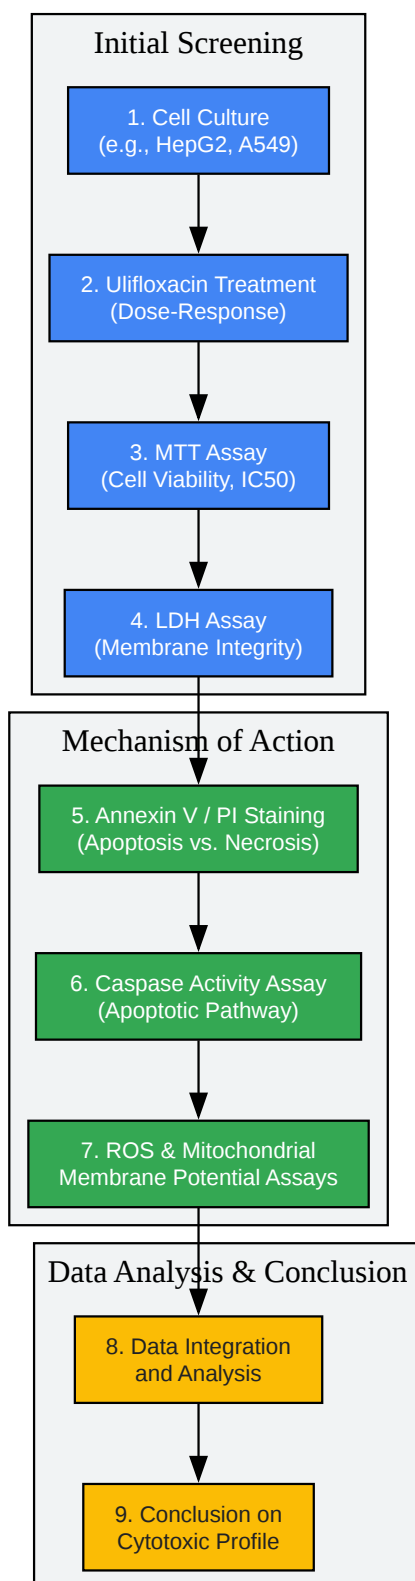 Initial Screening
1. Cell Culture
(e.g., HepG2, A549)
2. Ulifloxacin Treatment
(Dose-Response)
3. MTT Assay
(Cell Viability, IC50)
4. LDH Assay
(Membrane Integrity)
Mechanism of Action
5. Annexin V / PI Staining
(Apoptosis vs. Necrosis)
6. Caspase Activity Assay
(Apoptotic Pathway)
7. ROS & Mitochondrial
Membrane Potential Assays
Data Analysis & Conclusion
8. Data Integration
and Analysis
9. Conclusion on
Cytotoxic Profile